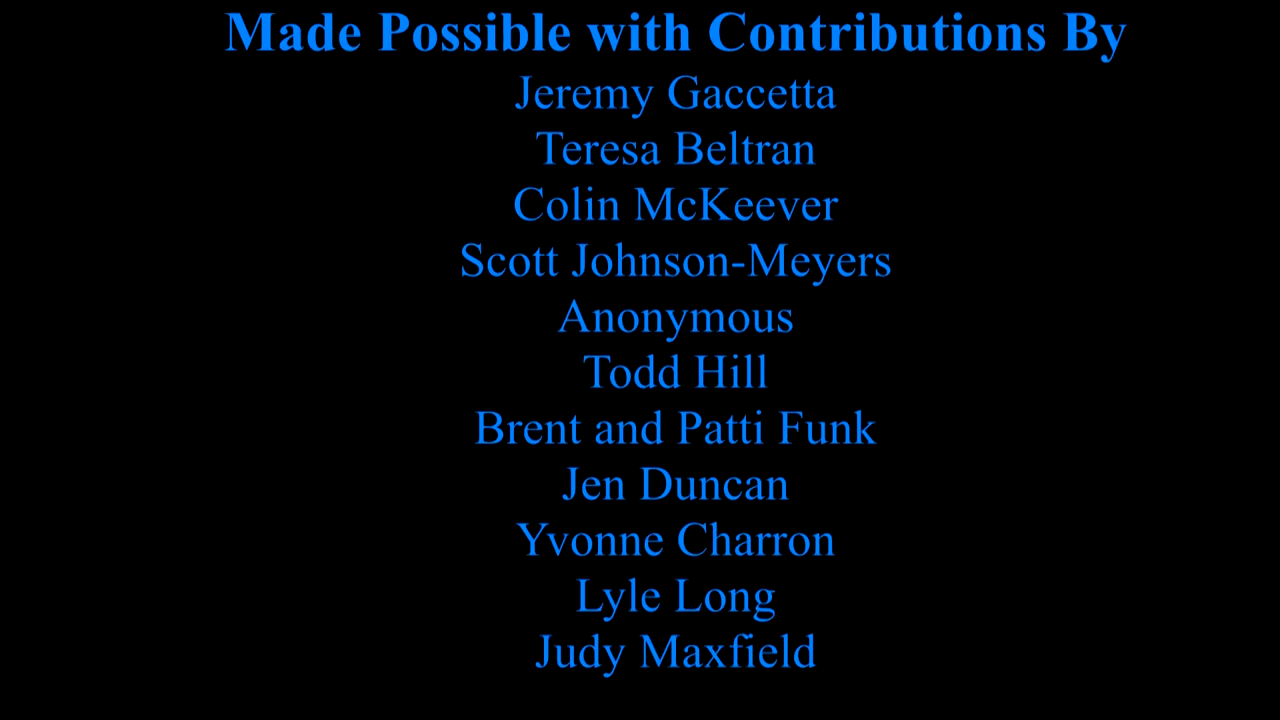 Made Possible with Contributions By
Jeremy Gaccetta
Teresa Beltran
Colin McKeever
Scott Johnson-Meyers
Anonymous
Todd Hill
Brent and Patti Funk
Jen Duncan
Yvonne Charron
Lyle Long
Judy Maxfield